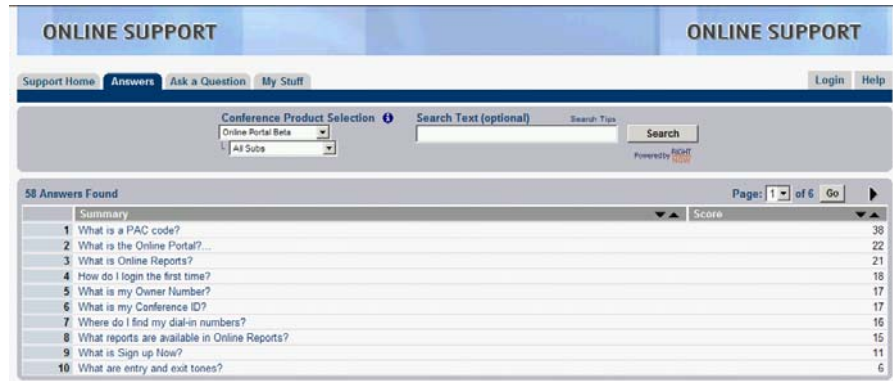 ONLINE SUPPORT ONLINE SUPPORT
Support Home Answers Ask a Question My Stuff Login Help
Conference Product Selection Search Text (optional) Search Tips
Online Portal Beta
All Subs Search
Powered by RIGHT NOW
58 Answers Found Page: 1 of 6 Go
Summary Score
1 What is a PAC code? 38
2 What is the Online Portal?... 22
3 What is Online Reports? 21
4 How do I login the first time? 18
5 What is my Owner Number? 17
6 What is my Conference ID? 17
7 Where do I find my dial-in numbers? 16
8 What reports are available in Online Reports? 15
9 What is Sign up Now? 11
10 What are entry and exit tones? 6